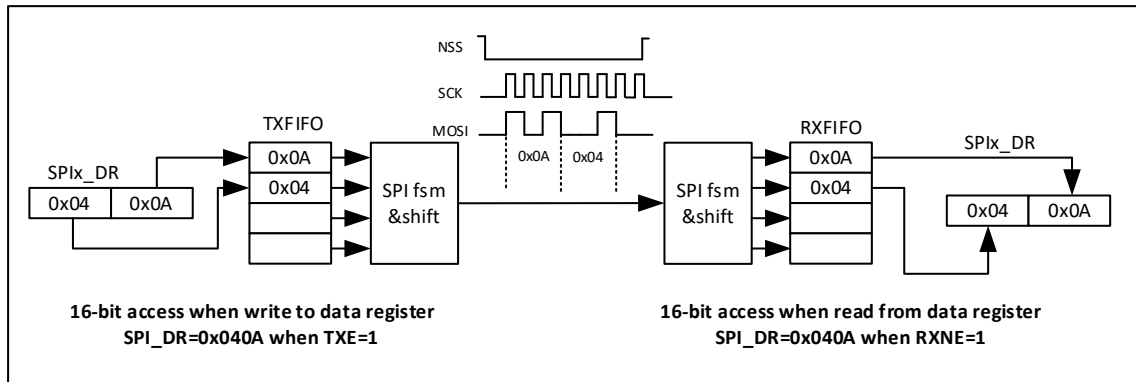 NSS
SCK
MOSI
0x0A 0x04
TXFIFO
0x0A
0x04
SPIx_DR
0x04 0x0A
SPI fsm
&shift
SPI fsm
&shift
RXFIFO
0x0A
0x04
SPIx_DR
0x04 0x0A
16-bit access when write to data register
SPI_DR=0x040A when TXE=1
16-bit access when read from data register
SPI_DR=0x040A when RXNE=1